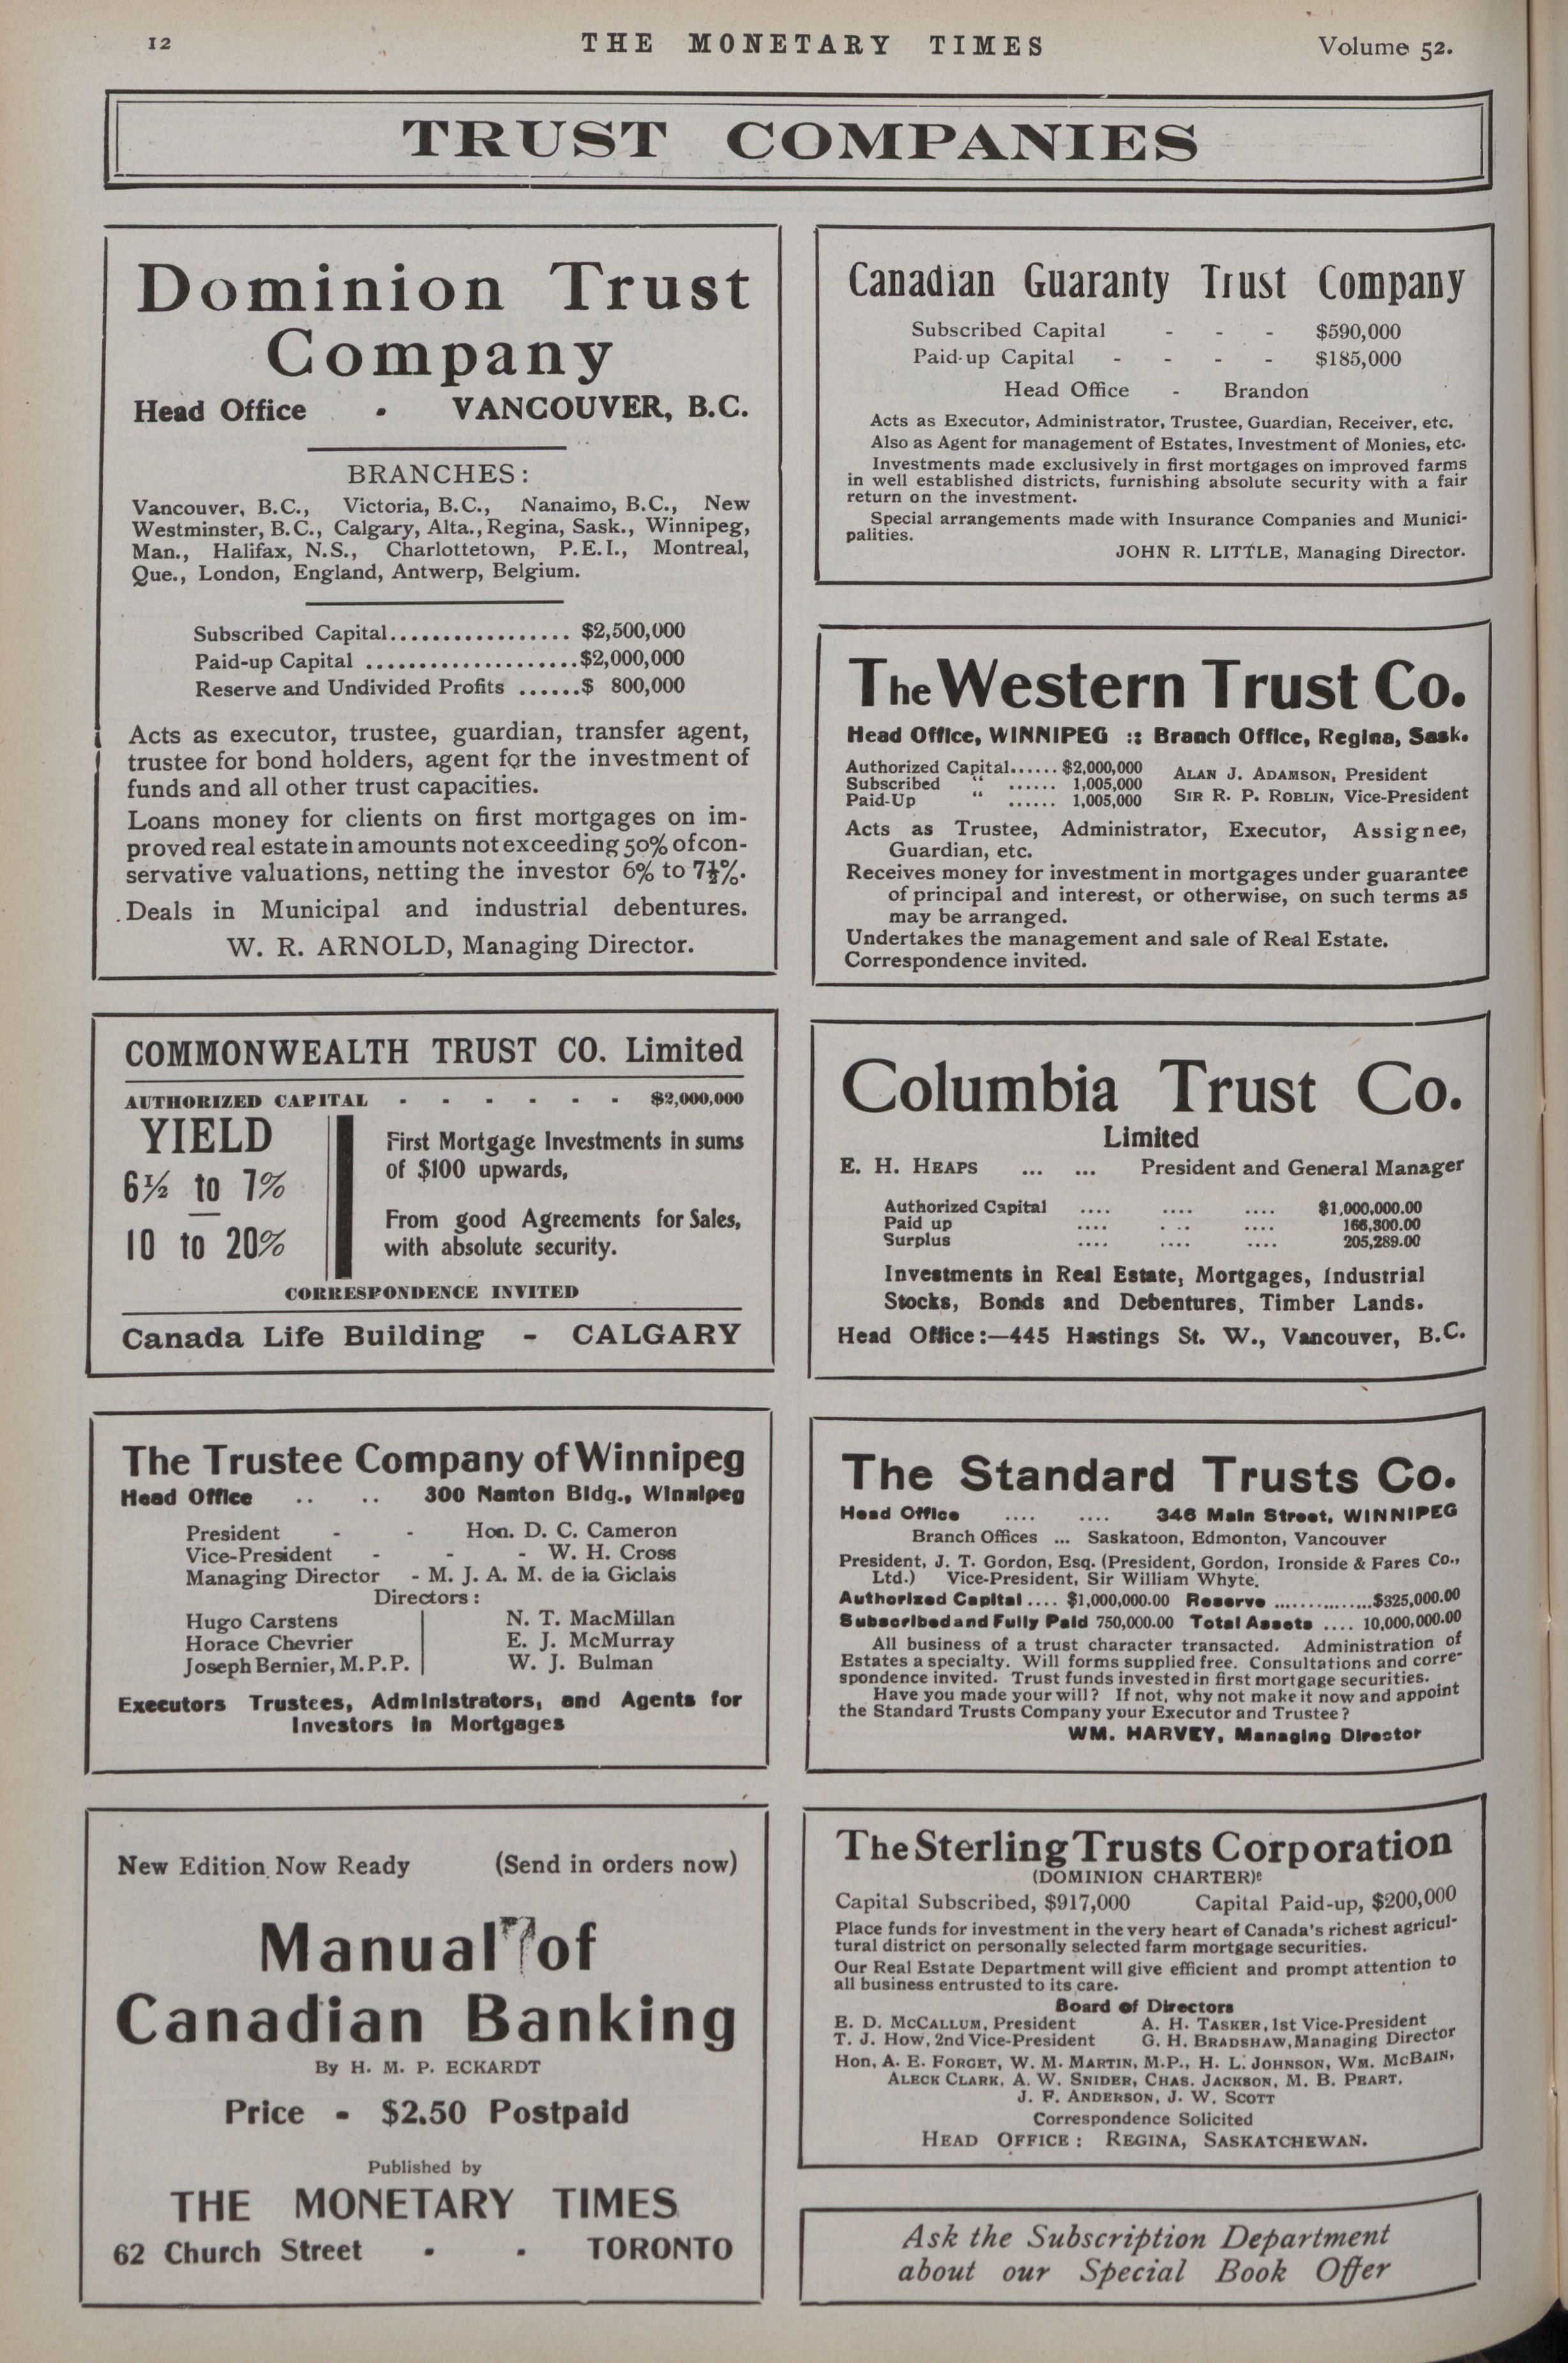 12
THE MONETARY TIMES
Volume 52.
TRUST COMPANIES
Dominion Trust
Company
Head Office - VANCOUVER, B.C.
BRANCHES:
Vancouver, B.C., Victoria, B.C., Nanaimo, B.C., New
Westminster, B.C., Calgary, Alta., Regina, Sask., Winnipeg,
Man., Halifax, N.S., Charlottetown, P.E.I., Montreal,
Que., London, England, Antwerp, Belgium.
Subscribed Capital................. $2,500,000
Paid-up Capital ....................$2,000,000
Reserve and Undivided Profits ......$ 800,000
Acts as executor, trustee, guardian, transfer agent,
trustee for bond holders, agent for the investment of
funds and all other trust capacities.
Loans money for clients on first mortgages on im-
proved real estate in amounts not exceeding 50% of con-
servative valuations, netting the investor 6% to 7½%.
Deals in Municipal and industrial debentures.
W. R. ARNOLD, Managing Director.
COMMONWEALTH TRUST CO. Limited
AUTHORIZED CAPITAL - - - - - - $2,000,000
YIELD
6½ to 7%
10 to 20%
First Mortgage Investments in sums
of $100 upwards,
From good Agreements for Sales,
with absolute security.
CORRESPONDENCE INVITED
Canada Life Building - CALGARY
The Trustee Company of Winnipeg
Head Office .. .. 300 Nanton Bldg., Winnipeg
President - - Hon. D. C. Cameron
Vice-President - - - W. H. Cross
Managing Director - M. J. A. M. de la Giclais
Directors:
Hugo Carstens N. T. MacMillan
Horace Chevrier E. J. McMurray
Joseph Bernier, M.P.P. W. J. Bulman
Executors Trustees, Administrators, and Agents for
Investors in Mortgages
New Edition Now Ready (Send in orders now)
Manual of
Canadian Banking
By H. M. P. ECKARDT
Price - $2.50 Postpaid
Published by
THE MONETARY TIMES
62 Church Street - - TORONTO
Canadian Guaranty Trust Company
Subscribed Capital - - - $590,000
Paid-up Capital - - - - $185,000
Head Office - Brandon
Acts as Executor, Administrator, Trustee, Guardian, Receiver, etc.
Also as Agent for management of Estates, Investment of Monies, etc.
Investments made exclusively in first mortgages on improved farms
in well established districts, furnishing absolute security with a fair
return on the investment.
Special arrangements made with Insurance Companies and Munici-
palities.
JOHN R. LITTLE, Managing Director.
The Western Trust Co.
Head Office, WINNIPEG :: Branch Office, Regina, Sask.
Authorized Capital...... $2,000,000
Subscribed " ...... 1,005,000
Paid-Up " ...... 1,005,000
ALAN J. ADAMSON, President
SIR R. P. ROBLIN, Vice-President
Acts as Trustee, Administrator, Executor, Assignee,
Guardian, etc.
Receives money for investment in mortgages under guarantee
of principal and interest, or otherwise, on such terms as
may be arranged.
Undertakes the management and sale of Real Estate.
Correspondence invited.
Columbia Trust Co.
Limited
E. H. HEAPS ... ... President and General Manager
Authorized Capital .... .... .... $1,000,000.00
Paid up .... .... .... 166,300.00
Surplus .... .... .... 205,289.00
Investments in Real Estate, Mortgages, Industrial
Stocks, Bonds and Debentures, Timber Lands.
Head Office:—445 Hastings St. W., Vancouver, B.C.
The Standard Trusts Co.
Head Office .... .... 346 Main Street, WINNIPEG
Branch Offices ... Saskatoon, Edmonton, Vancouver
President, J. T. Gordon, Esq. (President, Gordon, Ironside & Fares Co.,
Ltd.) Vice-President, Sir William Whyte.
Authorized Capital .... $1,000,000.00 Reserve ..............$325,000.00
Subscribed and Fully Paid 750,000.00 Total Assets .... 10,000,000.00
All business of a trust character transacted. Administration of
Estates a specialty. Will forms supplied free. Consultations and corre-
spondence invited. Trust funds invested in first mortgage securities.
Have you made your will? If not, why not make it now and appoint
the Standard Trusts Company your Executor and Trustee?
WM. HARVEY, Managing Director
The Sterling Trusts Corporation
(DOMINION CHARTER)
Capital Subscribed, $917,000 Capital Paid-up, $200,000
Place funds for investment in the very heart of Canada's richest agricul-
tural district on personally selected farm mortgage securities.
Our Real Estate Department will give efficient and prompt attention to
all business entrusted to its care.
Board of Directors
E. D. MCCALLUM, President A. H. TASKER, 1st Vice-President
T. J. How, 2nd Vice-President G. H. BRADSHAW, Managing Director
Hon. A. E. FORGET, W. M. MARTIN, M.P., H. L. JOHNSON, WM. MCBAIN,
ALECK CLARK, A. W. SNIDER, CHAS. JACKSON, M. B. PEART,
J. F. ANDERSON, J. W. SCOTT
Correspondence Solicited
HEAD OFFICE: REGINA, SASKATCHEWAN.
Ask the Subscription Department
about our Special Book Offer